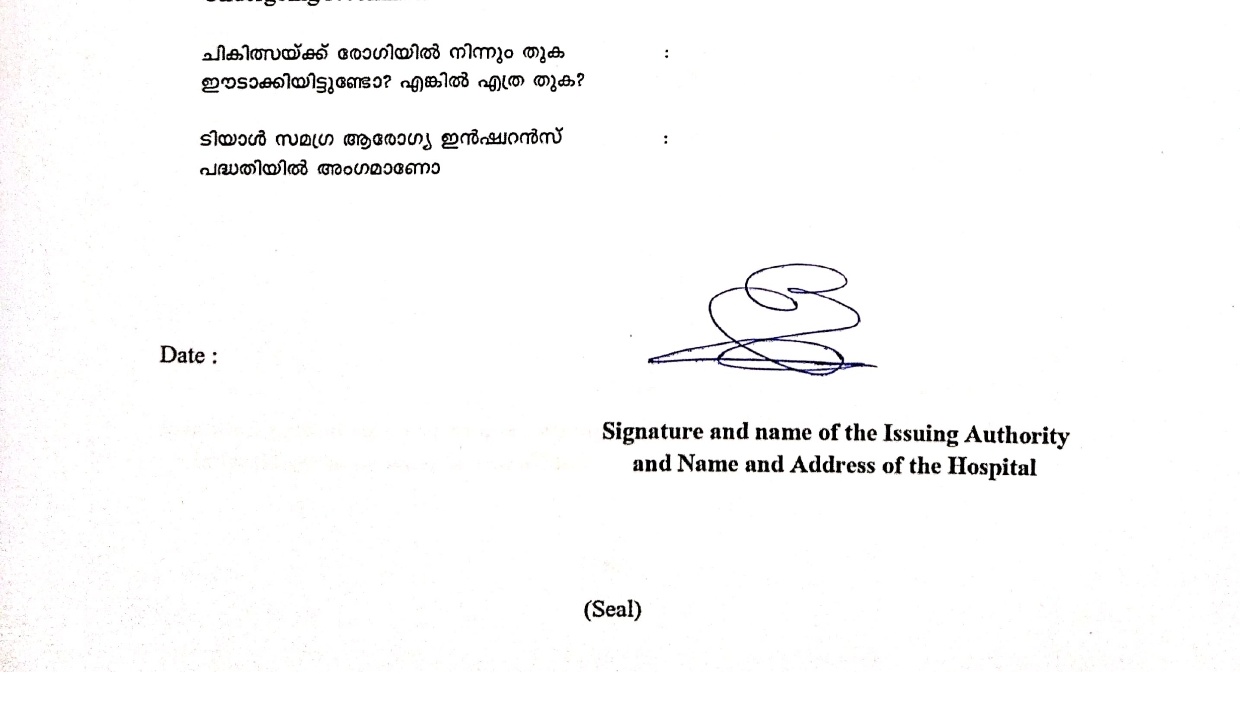 ചികിത്സയ്ക്ക് രോഗിയിൽ നിന്നും തുക :
ഈടാക്കിയിട്ടുണ്ടോ? എങ്കിൽ എത്ര തുക?
ടിയാൾ സമഗ്ര ആരോഗ്യ ഇൻഷ്വറൻസ് :
പദ്ധതിയിൽ അംഗമാണോ
Date :
Signature and name of the Issuing Authority
and Name and Address of the Hospital
(Seal)